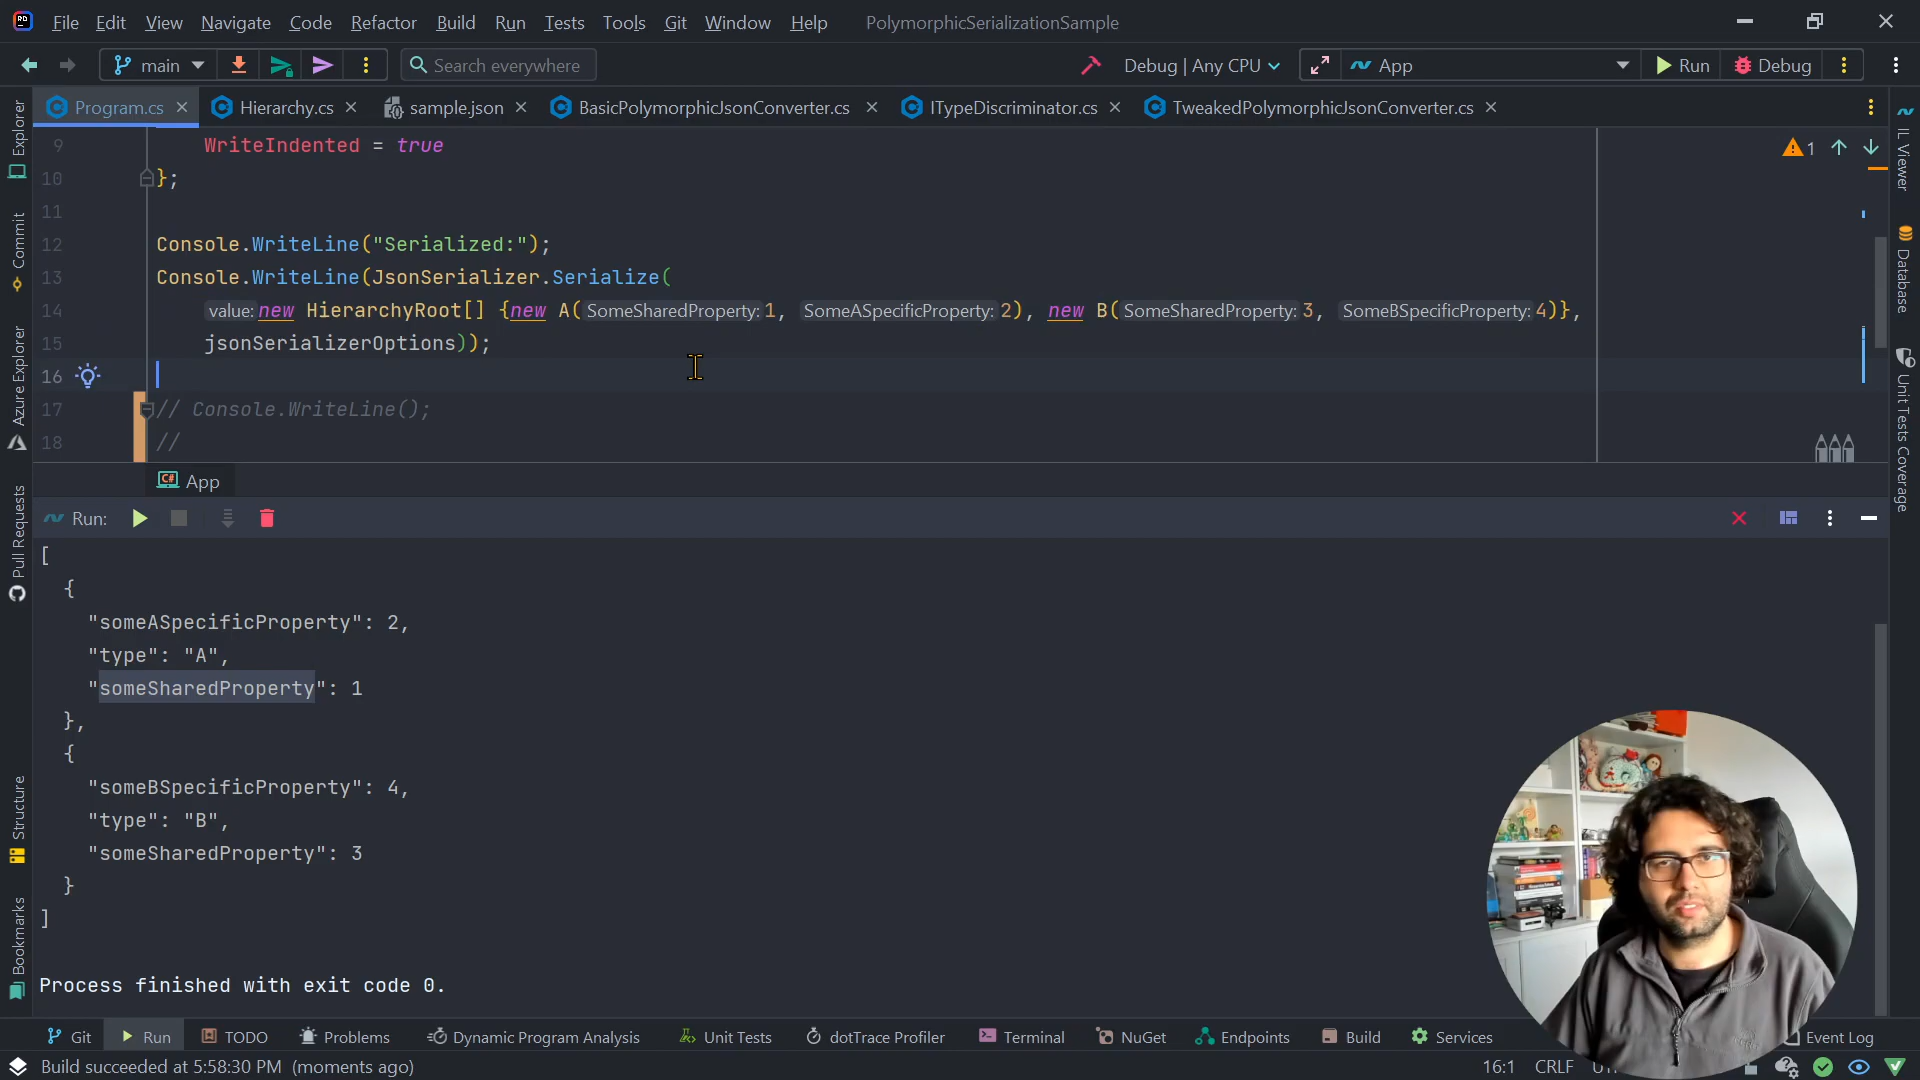 File Edit View Navigate Code Refactor Build Run Tests Tools Git Window Help PolymorphicSerializationSample
main Search everywhere Debug | Any CPU App Run Debug
Program.cs Hierarchy.cs sample.json BasicPolymorphicJsonConverter.cs ITypeDiscriminator.cs TweakedPolymorphicJsonConverter.cs
9 WriteIndented = true
10 };
11
12 Console.WriteLine("Serialized:");
13 Console.WriteLine(JsonSerializer.Serialize(
14 value: new HierarchyRoot[] {new A( SomeSharedProperty: 1, SomeASpecificProperty: 2), new B( SomeSharedProperty: 3, SomeBSpecificProperty: 4)},
15 jsonSerializerOptions));
16
17 // Console.WriteLine();
18 //
1
App
Run:
[
{
"someASpecificProperty": 2,
"type": "A",
"someSharedProperty": 1
},
{
"someBSpecificProperty": 4,
"type": "B",
"someSharedProperty": 3
}
]
Process finished with exit code 0.
Explorer
Commit
Azure Explorer
Pull Requests
Structure
Bookmarks
IL Viewer
Database
Unit Tests Coverage
Git Run TODO Problems Dynamic Program Analysis Unit Tests dotTrace Profiler Terminal NuGet Endpoints Build Services Event Log
Build succeeded at 5:58:30 PM (moments ago) 16:1 CRLF